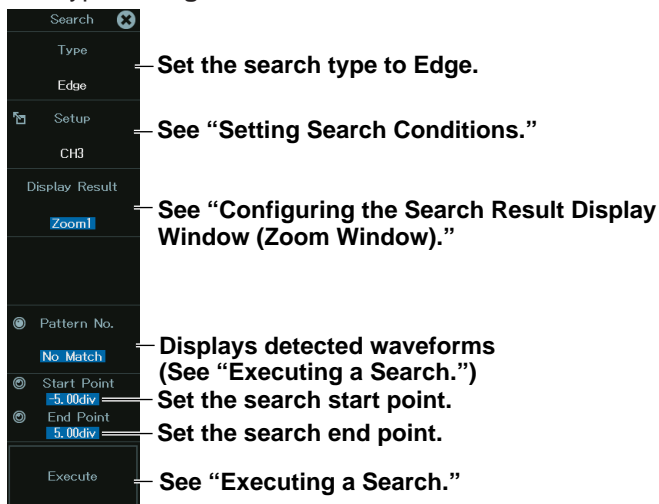 Search
Type
Edge
Set the search type to Edge.
Setup
CH3
See “Setting Search Conditions.”
Display Result
Zoom1
See “Configuring the Search Result Display
Window (Zoom Window).”
Pattern No.
No Match
Displays detected waveforms
(See “Executing a Search.”)
Start Point
-5.00div
Set the search start point.
End Point
5.00div
Set the search end point.
Execute
See “Executing a Search.”